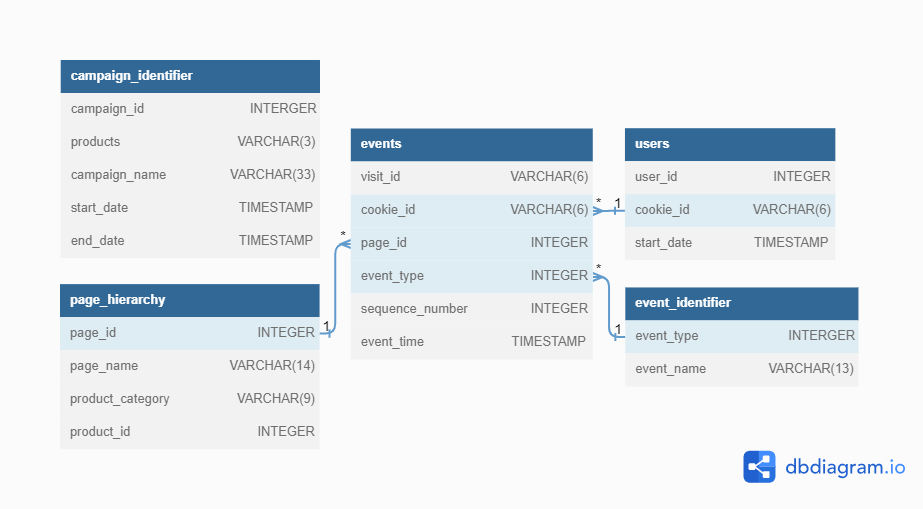 campaign_identifier
campaign_id INTERGER
products VARCHAR(3)
campaign_name VARCHAR(33)
start_date TIMESTAMP
end_date TIMESTAMP
page_hierarchy
page_id INTEGER
page_name VARCHAR(14)
product_category VARCHAR(9)
product_id INTEGER
events
visit_id VARCHAR(6)
cookie_id VARCHAR(6)
page_id INTEGER
event_type INTEGER
sequence_number INTEGER
event_time TIMESTAMP
users
user_id INTEGER
cookie_id VARCHAR(6)
start_date TIMESTAMP
event_identifier
event_type INTERGER
event_name VARCHAR(13)
* 1
* 1
* 1
dbdiagram.io